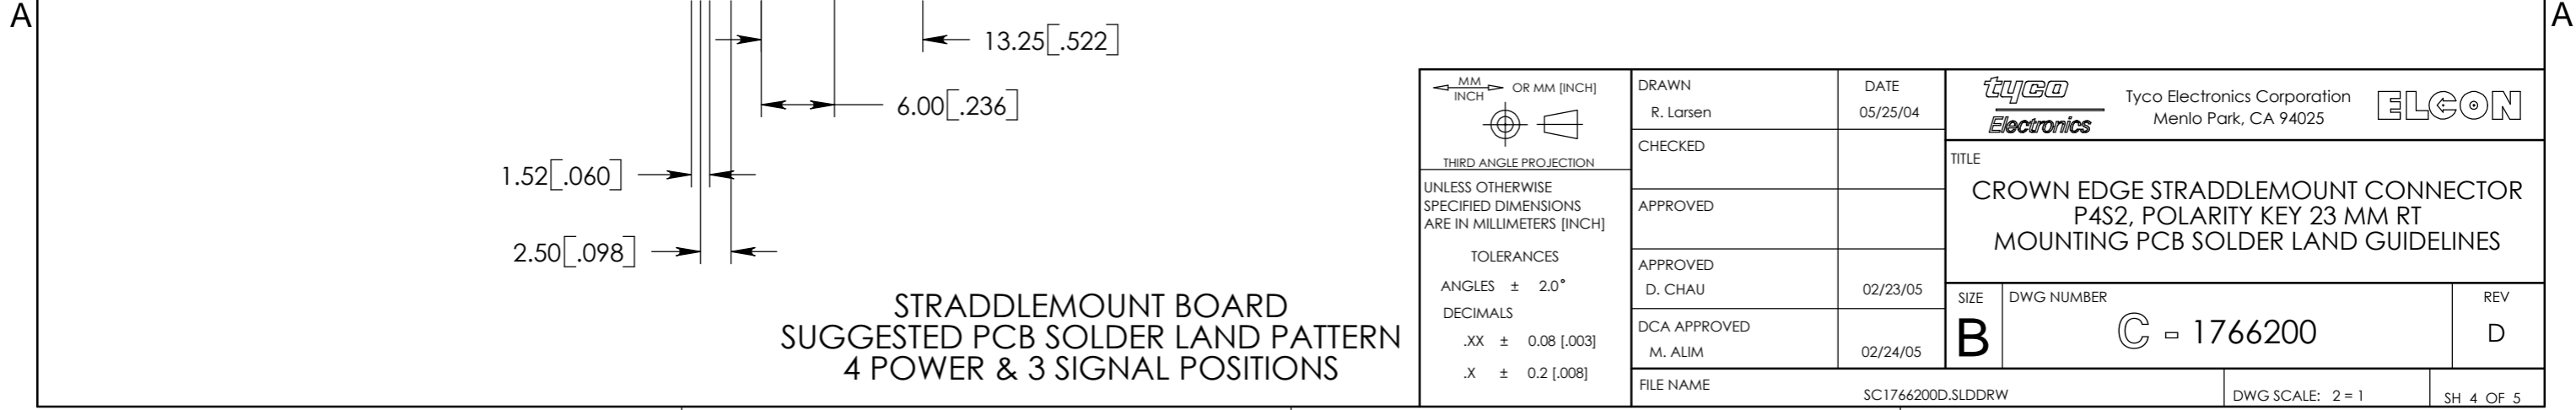 A
A
13.25[.522]
6.00[.236]
1.52[.060]
2.50[.098]
STRADDLEMOUNT BOARD
SUGGESTED PCB SOLDER LAND PATTERN
4 POWER & 3 SIGNAL POSITIONS
MM
INCH
OR MM [INCH]
THIRD ANGLE PROJECTION
UNLESS OTHERWISE
SPECIFIED DIMENSIONS
ARE IN MILLIMETERS [INCH]
TOLERANCES
ANGLES ± 2.0°
DECIMALS
.XX ± 0.08 [.003]
.X ± 0.2 [.008]
DRAWN
R. Larsen
DATE
05/25/04
CHECKED
APPROVED
APPROVED
D. CHAU
02/23/05
DCA APPROVED
M. ALIM
02/24/05
tyco
Electronics
Tyco Electronics Corporation
Menlo Park, CA 94025
ELCON
TITLE
CROWN EDGE STRADDLEMOUNT CONNECTOR
P4S2, POLARITY KEY 23 MM RT
MOUNTING PCB SOLDER LAND GUIDELINES
SIZE
B
DWG NUMBER
C - 1766200
REV
D
FILE NAME
SC1766200D.SLDDRW
DWG SCALE: 2 = 1
SH 4 OF 5